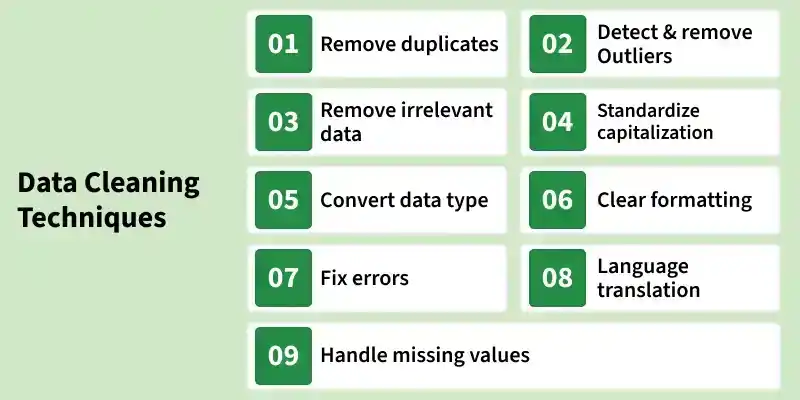 Data Cleaning
Techniques
01 Remove duplicates
02 Detect & remove
Outliers
03 Remove irrelevant
data
04 Standardize
capitalization
05 Convert data type
06 Clear formatting
07 Fix errors
08 Language
translation
09 Handle missing values